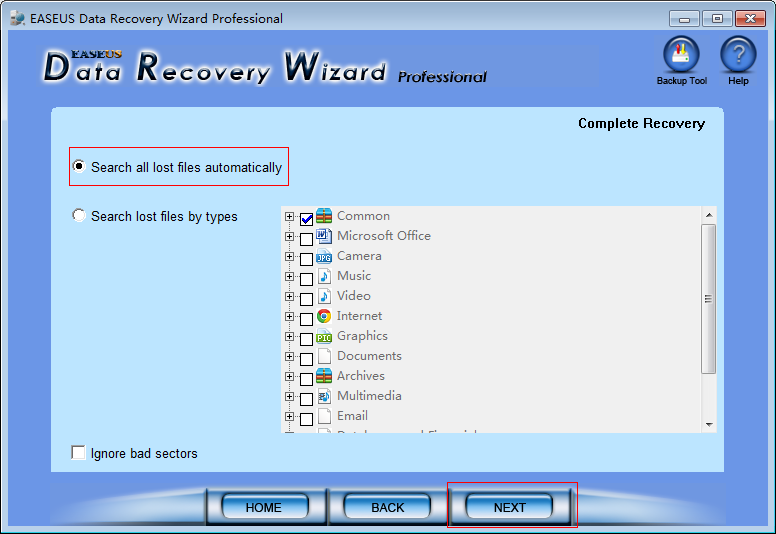 EASEUS Data Recovery Wizard Professional
EASEUS
Data Recovery Wizard Professional
Backup Tool
Help
Complete Recovery
Search all lost files automatically
Search lost files by types
Common
Microsoft Office
W
Camera
JPG
Music
Video
Internet
Graphics
PIC
Documents
Archives
Multimedia
Email
Ignore bad sectors
HOME
BACK
NEXT